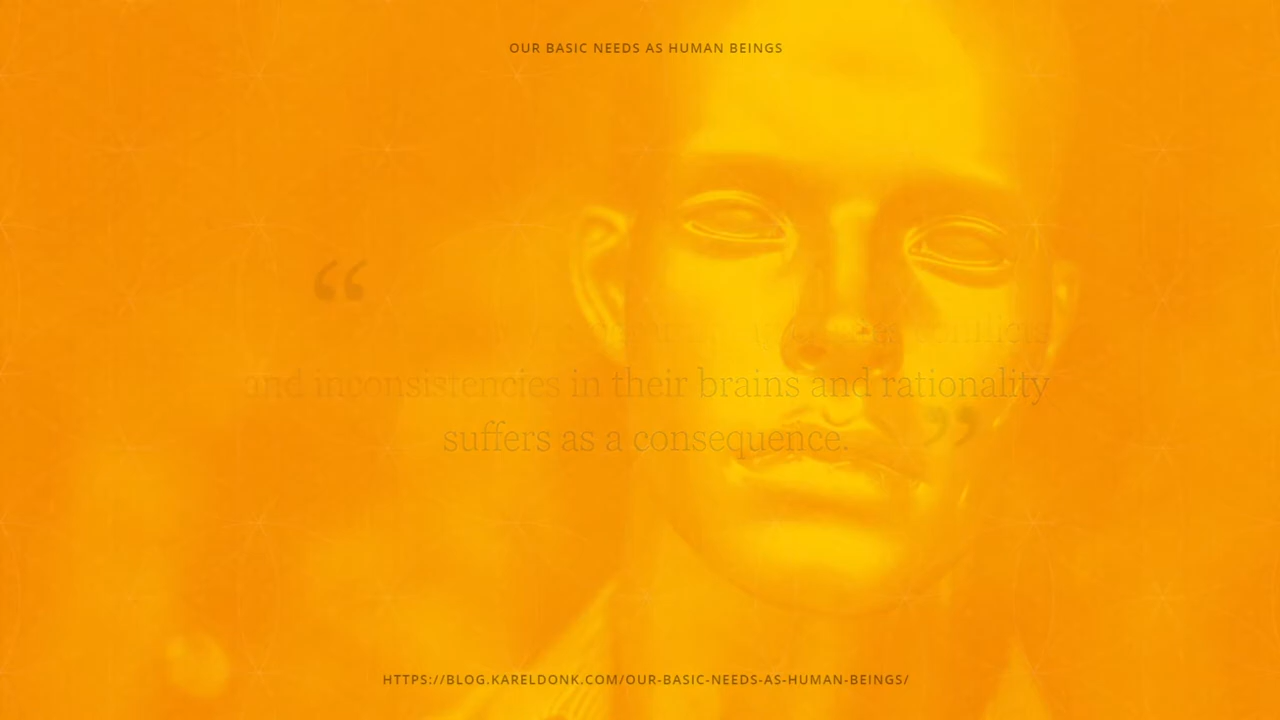 OUR BASIC NEEDS AS HUMAN BEINGS
“
conflicts
and inconsistencies in their brains and rationality
suffers as a consequence. ”
HTTPS://BLOG.KARELDONK.COM/OUR-BASIC-NEEDS-AS-HUMAN-BEINGS/